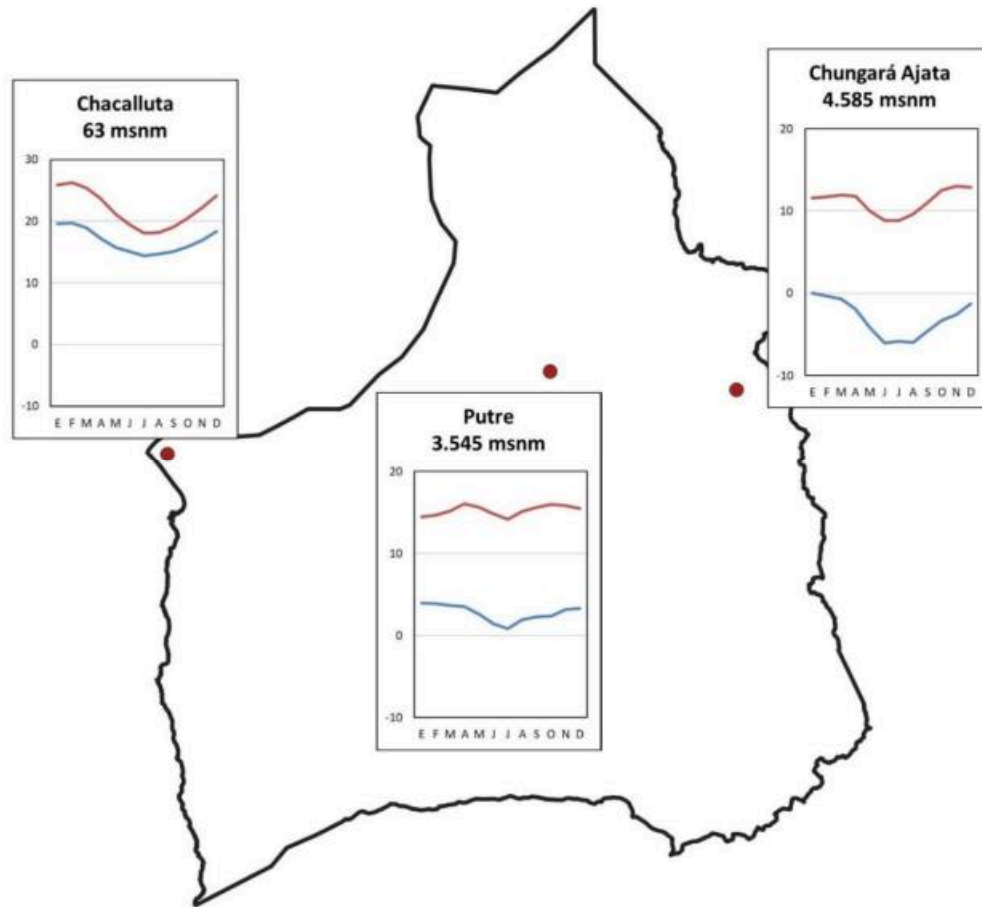 Chacalluta
63 msnm
30
20
10
0
-10
E F M A M J J A S O N D
Putre
3.545 msnm
20
10
0
-10
E F M A M J J A S O N D
Chungará Ajata
4.585 msnm
20
10
0
-10
E F M A M J J A S O N D